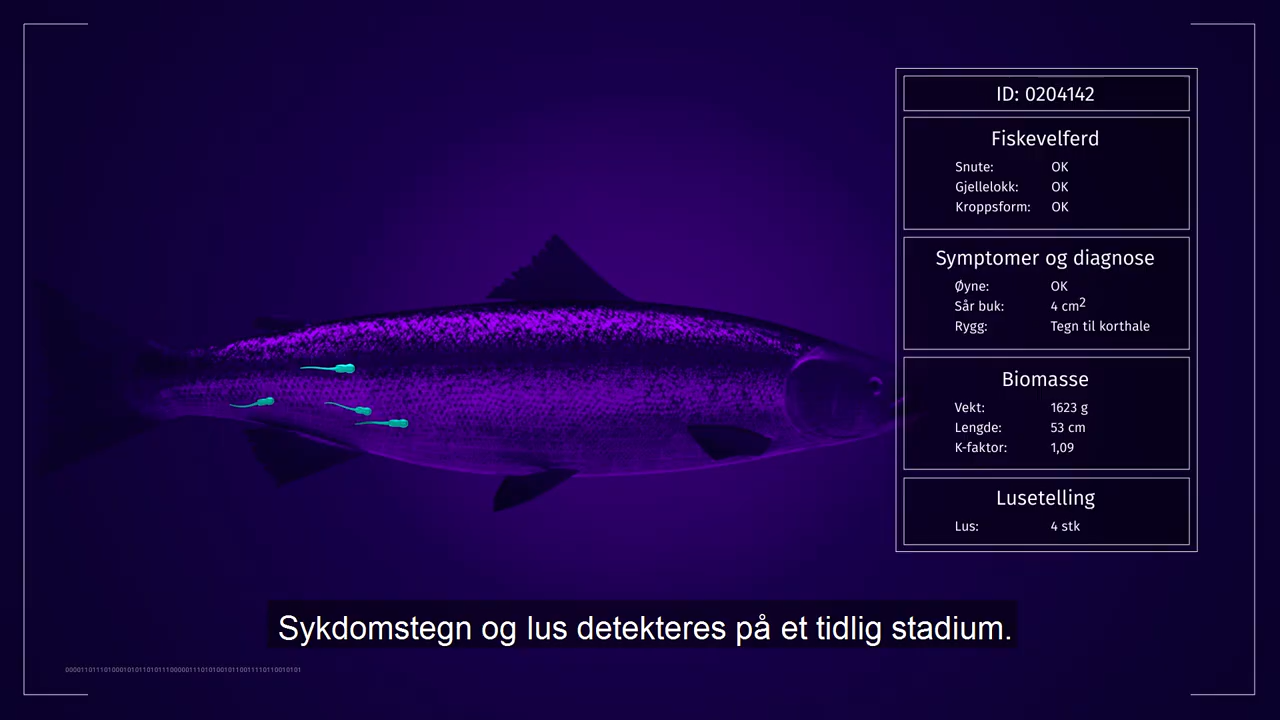 ID: 0204142
Fiskevelferd
Snute: OK
Gjellelokk: OK
Kroppsform: OK
Symptomer og diagnose
Øyne: OK
Sår buk: 4 cm²
Rygg: Tegn til korthale
Biomasse
Vekt: 1623 g
Lengde: 53 cm
K-faktor: 1,09
Lusetelling
Lus: 4 stk
Sykdomstegn og lus detekteres på et tidlig stadium.